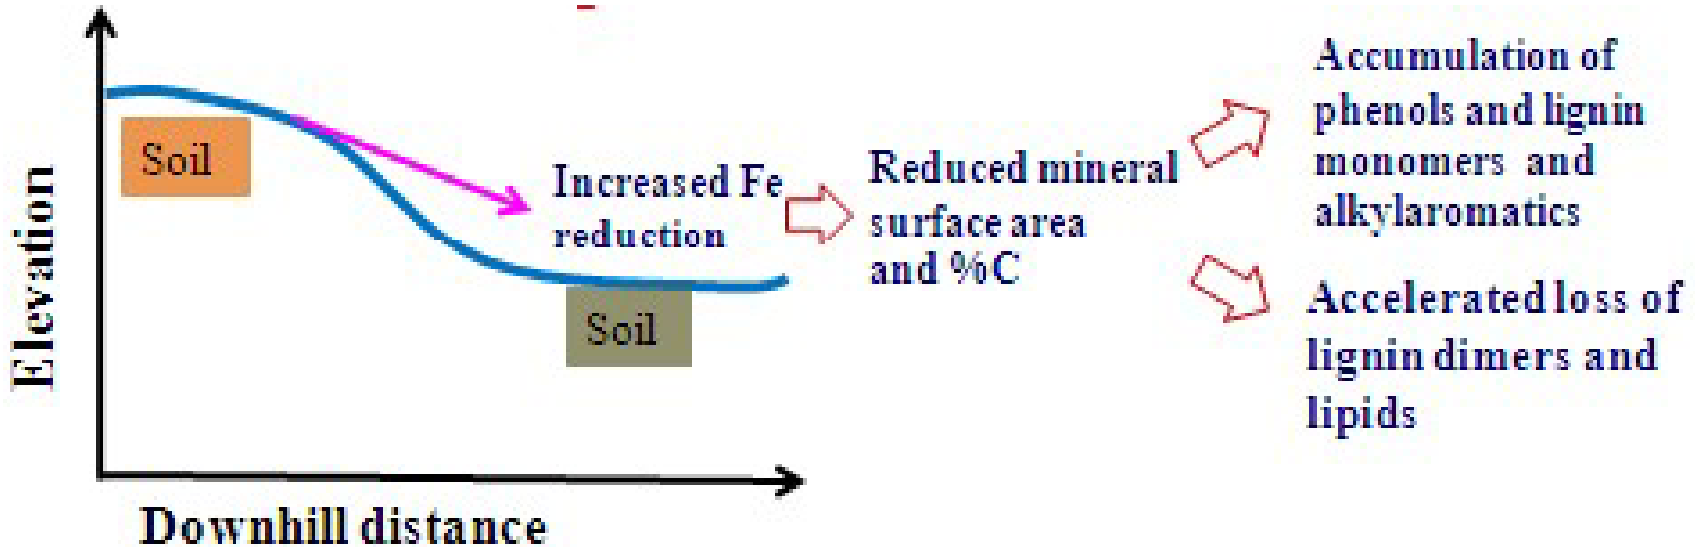 Elevation
Soil
Soil
Downhill distance
Increased Fe
reduction
Reduced mineral
surface area
and %C
Accumulation of
phenols and lignin
monomers and
alkylaromatics
Accelerated loss of
lignin dimers and
lipids